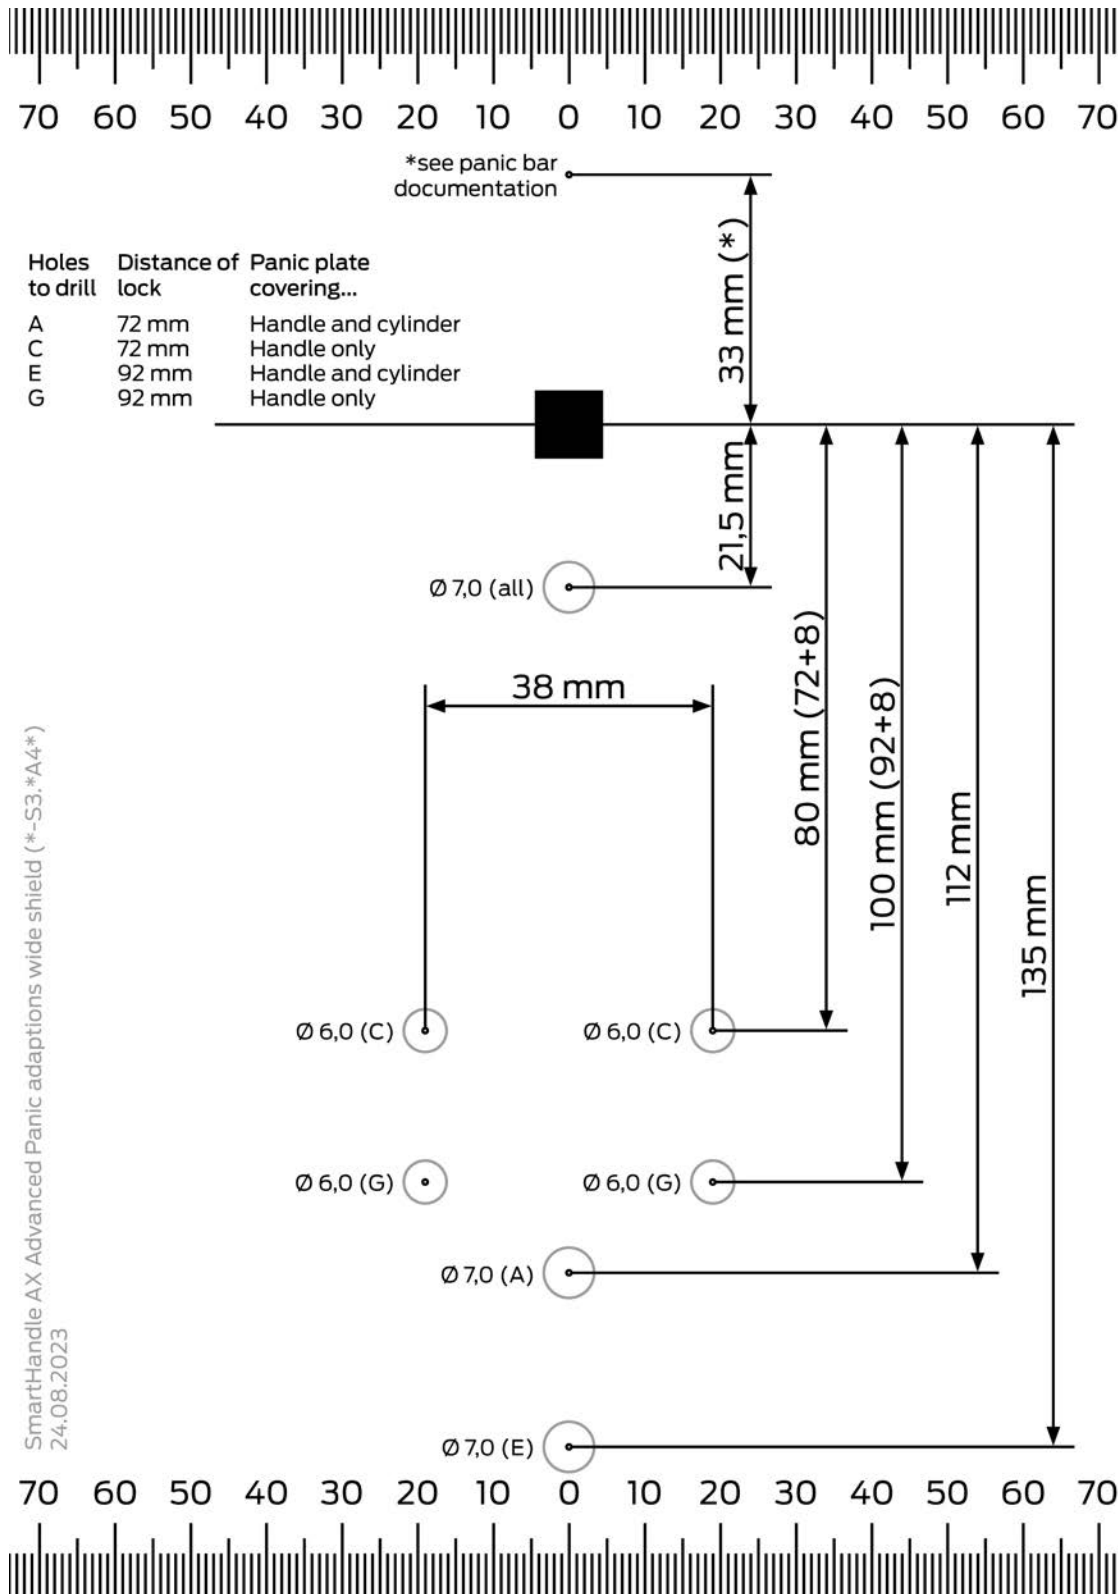 70 60 50 40 30 20 10 0 10 20 30 40 50 60 70
*see panic bar
documentation
33 mm (*)
Holes to drill Distance of lock Panic plate covering...
A 72 mm Handle and cylinder
C 72 mm Handle only
E 92 mm Handle and cylinder
G 92 mm Handle only
21,5 mm
Ø 7,0 (all)
38 mm
80 mm (72+8)
100 mm (92+8)
112 mm
135 mm
Ø 6,0 (C) Ø 6,0 (C)
Ø 6,0 (G) Ø 6,0 (G)
Ø 7,0 (A)
Ø 7,0 (E)
SmartHandle AX Advanced Panic adaptions wide shield (*-S3.*A4*)
24.08.2023
70 60 50 40 30 20 10 0 10 20 30 40 50 60 70